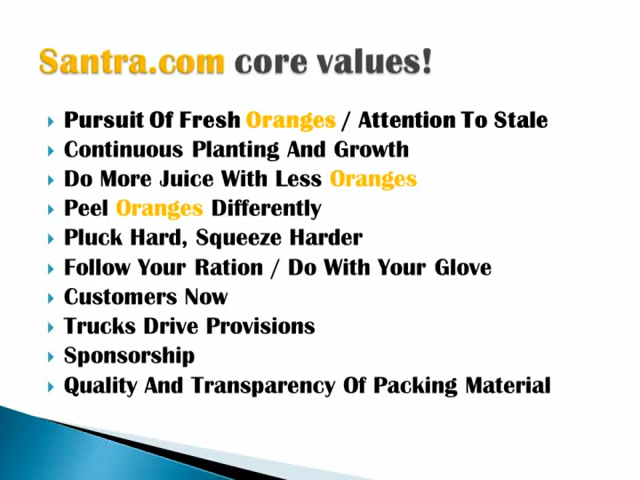 Santra.com core values!
Pursuit Of Fresh Oranges / Attention To Stale
Continuous Planting And Growth
Do More Juice With Less Oranges
Peel Oranges Differently
Pluck Hard, Squeeze Harder
Follow Your Ration / Do With Your Glove
Customers Now
Trucks Drive Provisions
Sponsorship
Quality And Transparency Of Packing Material